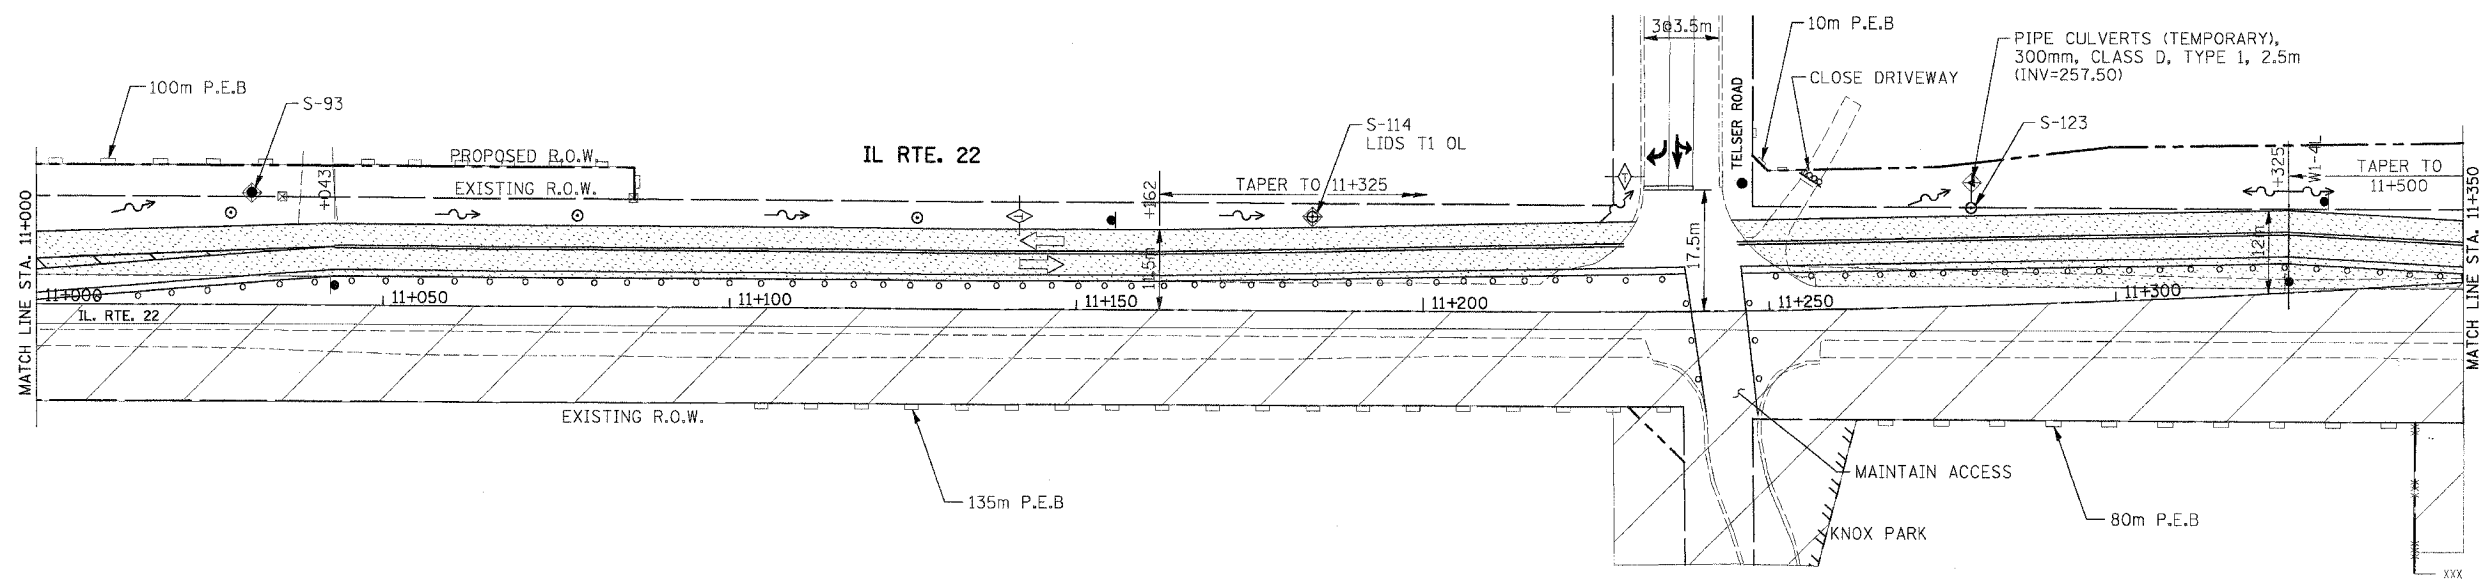 3@3.5m
10m P.E.B
PIPE CULVERTS (TEMPORARY),
300mm, CLASS D, TYPE 1, 2.5m
(INV=257.50)
CLOSE DRIVEWAY
100m P.E.B
S-93
S-114
LIDS T1 OL
TELSER ROAD
S-123
PROPOSED R.O.W.
IL RTE. 22
EXISTING R.O.W.
+043
+162
TAPER TO 11+325
+325
W1-4L
TAPER TO
11+500
MATCH LINE STA. 11+000
MATCH LINE STA. 11+350
11.5m
17.5m
12m
11+000
11+050
11+100
11+150
11+200
11+250
11+300
IL. RTE. 22
EXISTING R.O.W.
135m P.E.B
MAINTAIN ACCESS
KNOX PARK
80m P.E.B
XXX